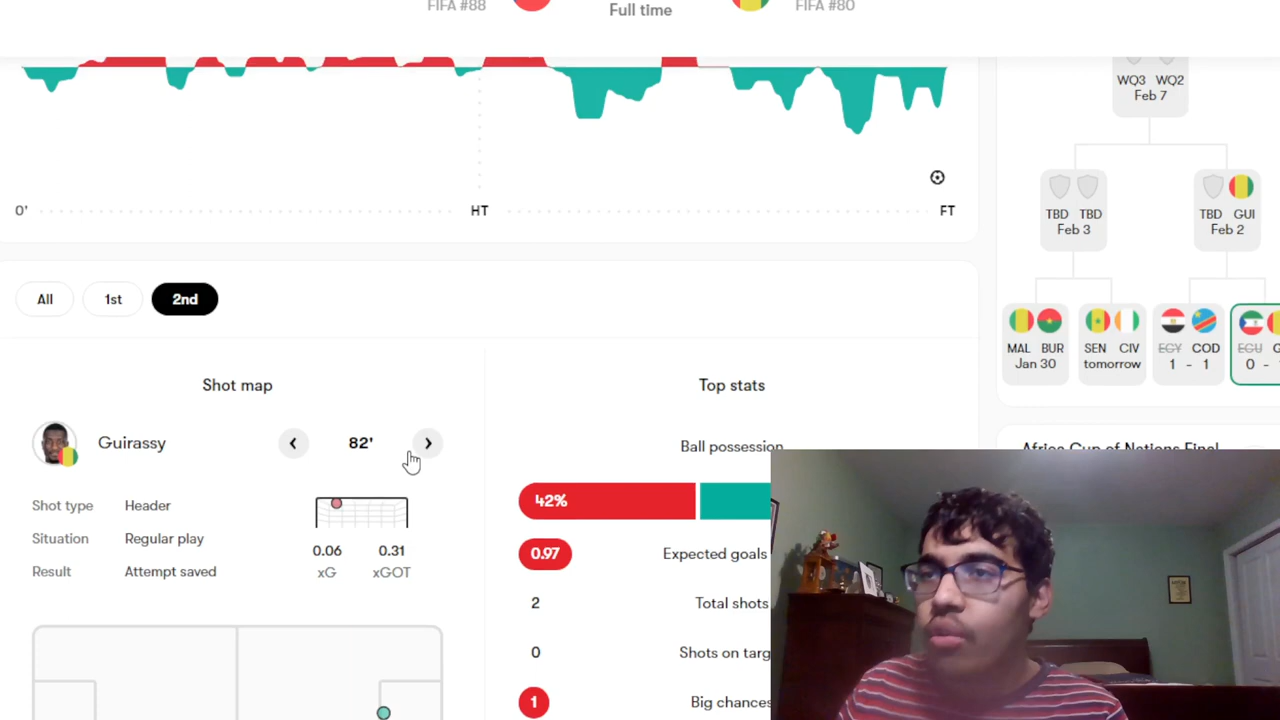 FIFA #88
Full time
FIFA #80
0'
HT
FT
All
1st
2nd
Shot map
Guirassy
82'
Shot type Header
Situation Regular play
Result Attempt saved
0.06 0.31
xG xGOT
Top stats
Ball possession
42%
0.97 Expected goals
2 Total shots
0 Shots on targ
1 Big chances
WQ3 WQ2
Feb 7
TBD TBD
Feb 3
TBD GUI
Feb 2
MAL BUR
Jan 30
SEN CIV
tomorrow
EGY COD
1 - 1
EQU G
0 -
Africa Cup of Nations Final